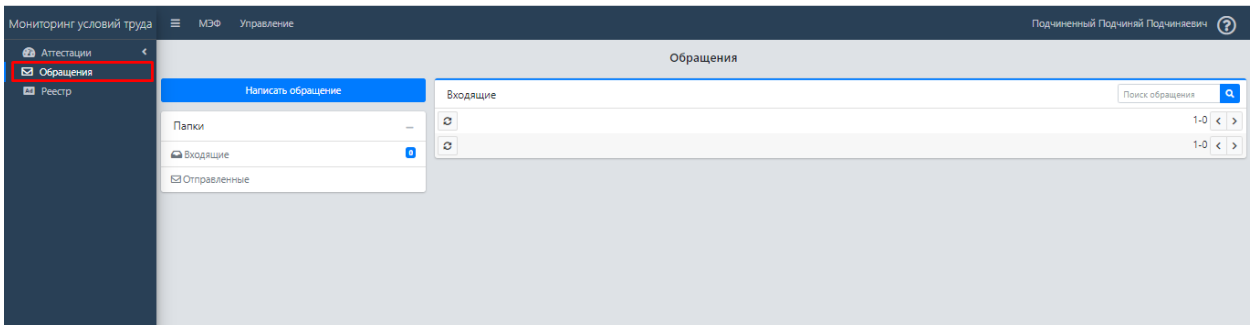 Мониторинг условий труда
МЭФ Управление
Подчиненный Подчиняй Подчиняевич
Аттестации
Обращения
Реестр
Обращения
Написать обращение
Папки
Входящие 0
Отправленные
Входящие
Поиск обращения
1-0
1-0